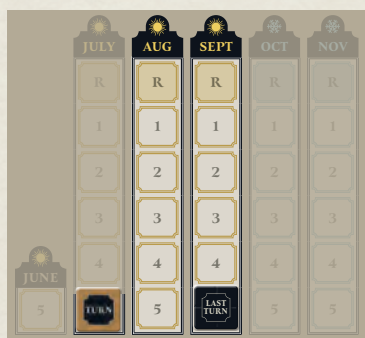 JULY AUG SEPT OCT NOV
R R R R R
1 1 1 1 1
2 2 2 2 2
3 3 3 3 3
4 4 4 4 4
JUNE
5 TURN 5 LAST TURN 5 5